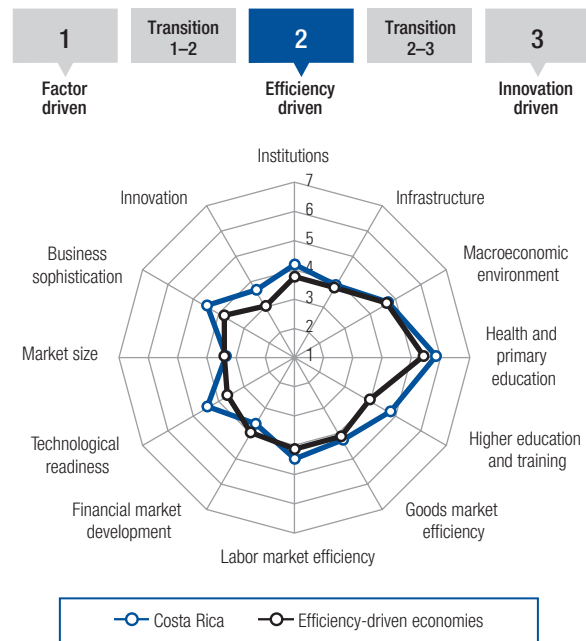 1
Transition
1–2
2
Transition
2–3
3
Factor
driven
Efficiency
driven
Innovation
driven
Institutions
Infrastructure
Macroeconomic
environment
Health and
primary
education
Higher education
and training
Goods market
efficiency
Labor market efficiency
Financial market
development
Technological
readiness
Market size
Business
sophistication
Innovation
7
6
5
4
3
2
1
Costa Rica
Efficiency-driven economies